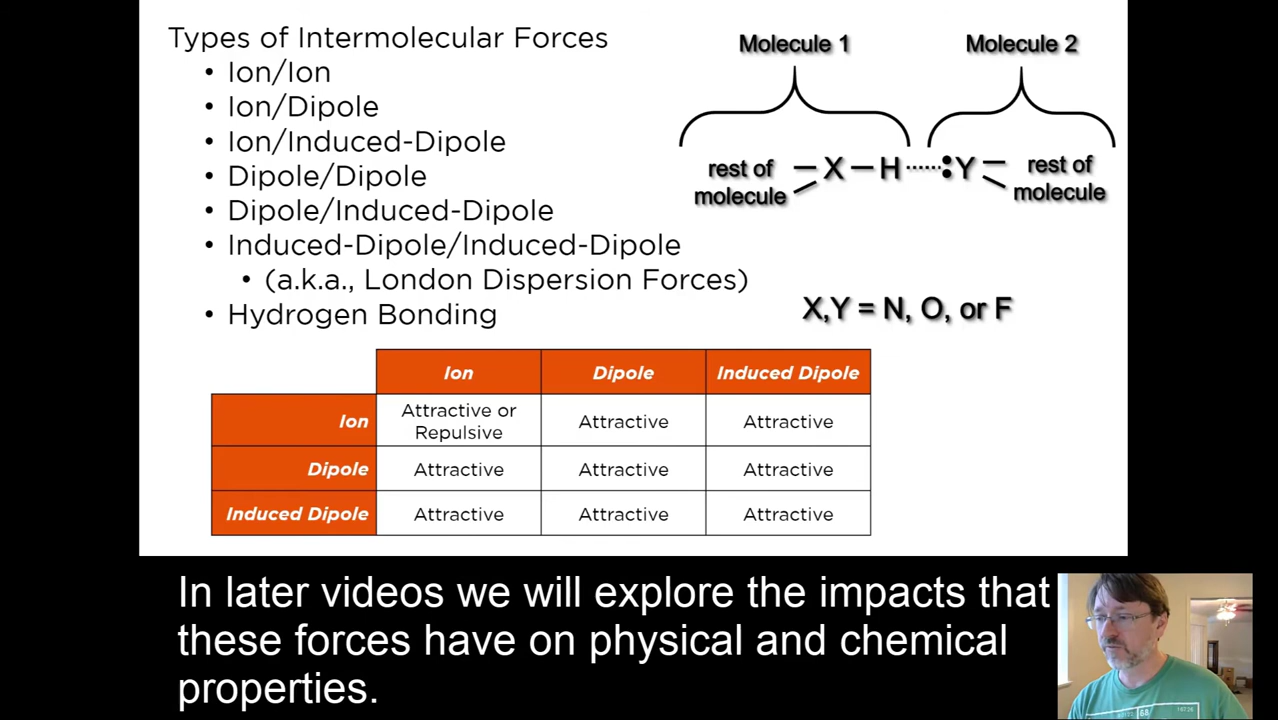 Types of Intermolecular Forces
• Ion/Ion
• Ion/Dipole
• Ion/Induced-Dipole
• Dipole/Dipole
• Dipole/Induced-Dipole
• Induced-Dipole/Induced-Dipole
• (a.k.a., London Dispersion Forces)
• Hydrogen Bonding
Molecule 1
Molecule 2
rest of
molecule
X — H ...... :Y
rest of
molecule
X,Y = N, O, or F
Ion Dipole Induced Dipole
Ion Attractive or Repulsive Attractive Attractive
Dipole Attractive Attractive Attractive
Induced Dipole Attractive Attractive Attractive
In later videos we will explore the impacts that
these forces have on physical and chemical
properties.
68